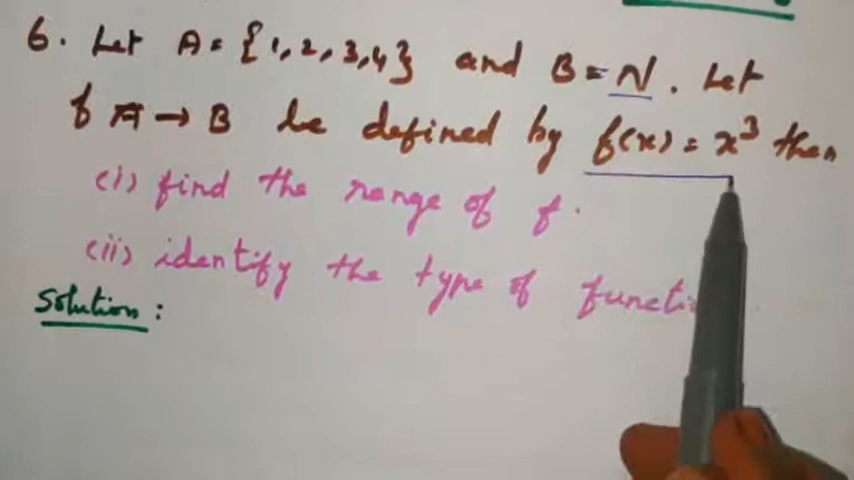 6. Let A = {1, 2, 3, 4} and B = N. Let
f A → B be defined by f(x) = x³ then
(i) find the range of f.
(ii) identify the type of functi
Solution: